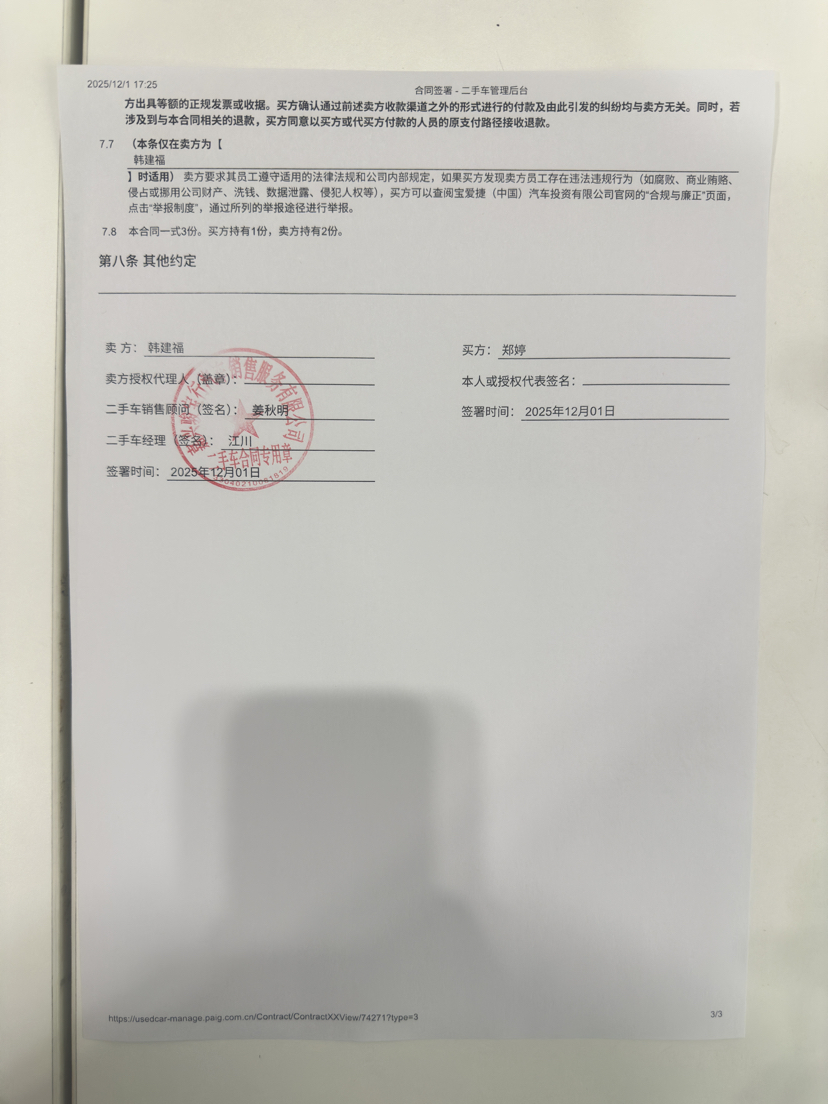 2025/12/1 17:25
合同签署 - 二手车管理后台
方出具等额的正规发票或收据。买方确认通过前述卖方收款渠道之外的形式进行的付款及由此引发的纠纷均与卖方无关。同时，若
涉及到与本合同相关的退款，买方同意以买方或代买方付款的人员的原支付路径接收退款。
7.7 （本条仅在卖方为【
韩建福
】时适用） 卖方要求其员工遵守适用的法律法规和公司内部规定，如果买方发现卖方员工存在违法违规行为（如腐败、商业贿赂、
侵占或挪用公司财产、洗钱、数据泄露、侵犯人权等），买方可以查阅宝爱捷（中国）汽车投资有限公司官网的“合规与廉正”页面，
点击“举报制度”，通过所列的举报途径进行举报。
7.8 本合同一式3份。买方持有1份，卖方持有2份。
第八条 其他约定
卖 方： 韩建福
卖方授权代理人（盖章）：
二手车销售顾问（签名）： 姜秋明
二手车经理（签名）： 江川
签署时间： 2025年12月01日
买方： 郑婷
本人或授权代表签名：
签署时间： 2025年12月01日
销售服务有限公司
二手车合同专用章
https://usedcar-manage.paig.com.cn/Contract/ContractXXView/74271?type=3
3/3